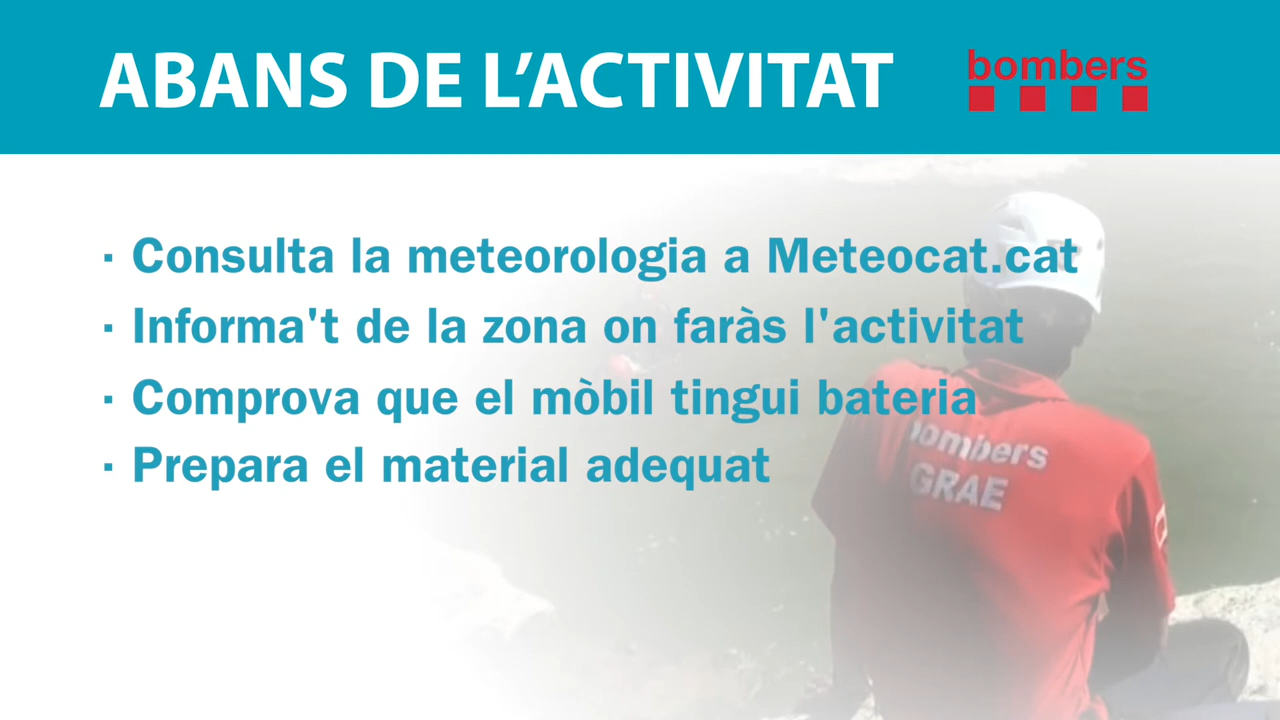 ABANS DE L’ACTIVITAT
bombers
· Consulta la meteorologia a Meteocat.cat
· Informa't de la zona on faràs l'activitat
· Comprova que el mòbil tingui bateria
· Prepara el material adequat
bombers
GRAE